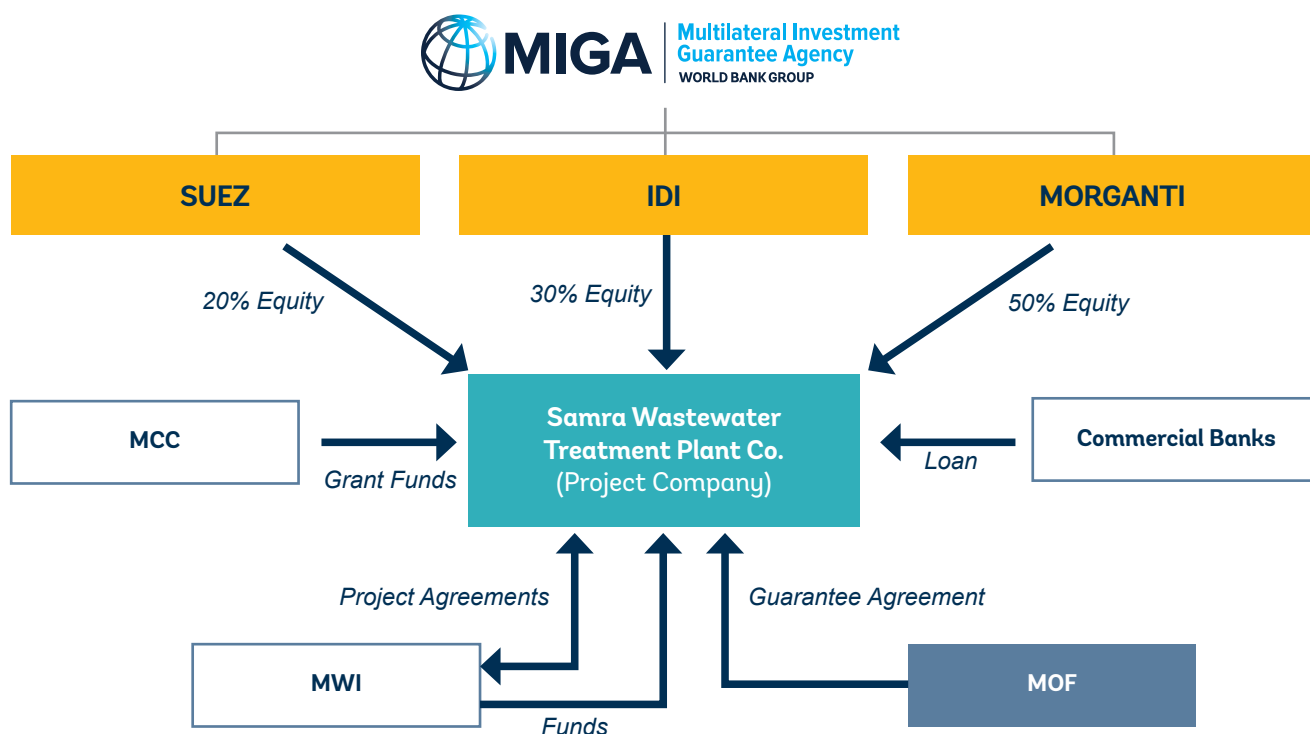 MIGA
Multilateral Investment
Guarantee Agency
WORLD BANK GROUP
SUEZ
IDI
MORGANTI
20% Equity
30% Equity
50% Equity
MCC
Grant Funds
Samra Wastewater
Treatment Plant Co.
(Project Company)
Commercial Banks
Loan
Project Agreements
Guarantee Agreement
MWI
Funds
MOF